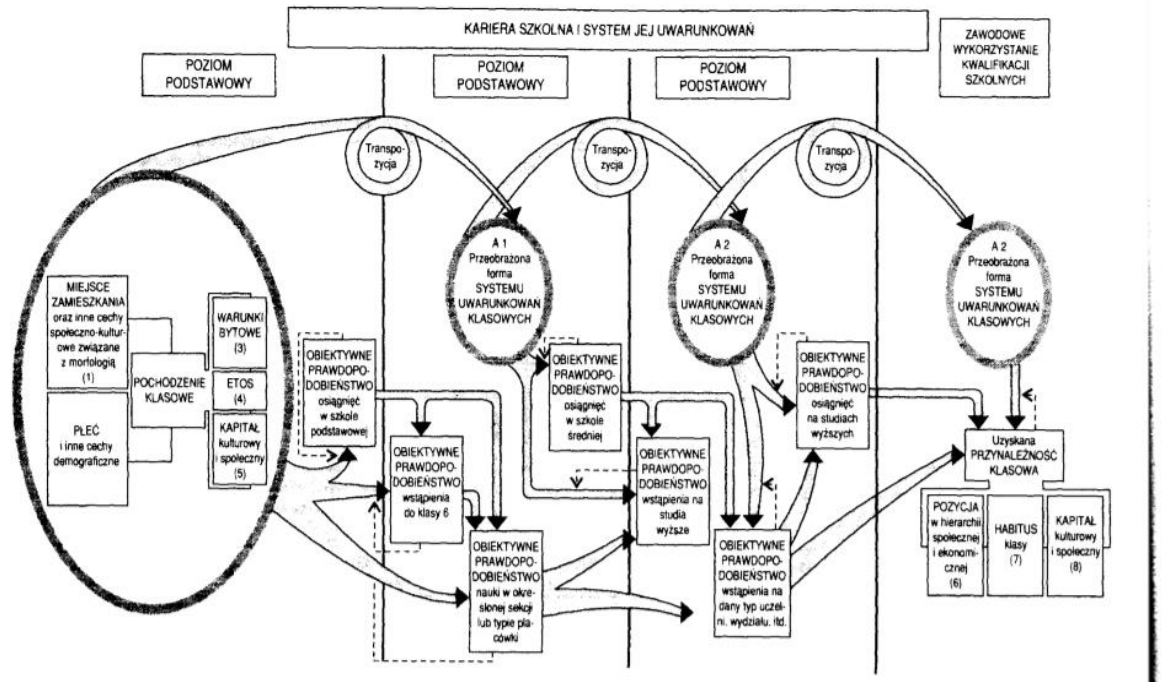 KARIERA SZKOLNA I SYSTEM JEJ UWARUNKOWAŃ
ZAWODOWE
WYKORZYSTANIE
KWALIFIKACJI
SZKOLNYCH
POZIOM
PODSTAWOWY
POZIOM
PODSTAWOWY
POZIOM
PODSTAWOWY
Transpo-
zycja
Transpo-
zycja
Transpo-
zycja
MIEJSCE
ZAMIESZKANIA
oraz inne cechy
społeczno-kultur-
owe związane
z morfologią
(1)
PŁEĆ
i inne cechy
demograficzne
POCHODZENIE
KLASOWE
WARUNKI
BYTOWE
(3)
ETOS
(4)
KAPITAŁ
kulturowy
i społeczny
(5)
OBIEKTYWNE
PRAWDOPO-
DOBIEŃSTWO
osiągnięć
w szkole
podstawowej
OBIEKTYWNE
PRAWDOPO-
DOBIEŃSTWO
wstąpienia
do klasy 6
A 1
Przeobrażona
forma
SYSTEMU
UWARUNKOWAŃ
KLASOWYCH
OBIEKTYWNE
PRAWDOPO-
DOBIEŃSTWO
nauki w okre-
ślonej sekcji
lub typie pla-
cówki
OBIEKTYWNE
PRAWDOPO-
DOBIEŃSTWO
osiągnięć
w szkole
średniej
OBIEKTYWNE
PRAWDOPO-
DOBIEŃSTWO
wstąpienia na
studia
wyższe
A 2
Przeobrażona
forma
SYSTEMU
UWARUNKOWAŃ
KLASOWYCH
OBIEKTYWNE
PRAWDOPO-
DOBIEŃSTWO
wstąpienia na
dany typ uczel-
ni. wydziału. itd.
OBIEKTYWNE
PRAWDOPO-
DOBIEŃSTWO
osiągnięć
na studiach
wyższych
A 2
Przeobrażona
forma
SYSTEMU
UWARUNKOWAŃ
KLASOWYCH
Uzyskana
PRZYNALEŻNOŚĆ
KLASOWA
POZYCJA
w hierarchii
społecznej
i ekonomi-
cznej
(6)
HABITUS
klasy
(7)
KAPITAŁ
kulturowy
i społeczny
(8)